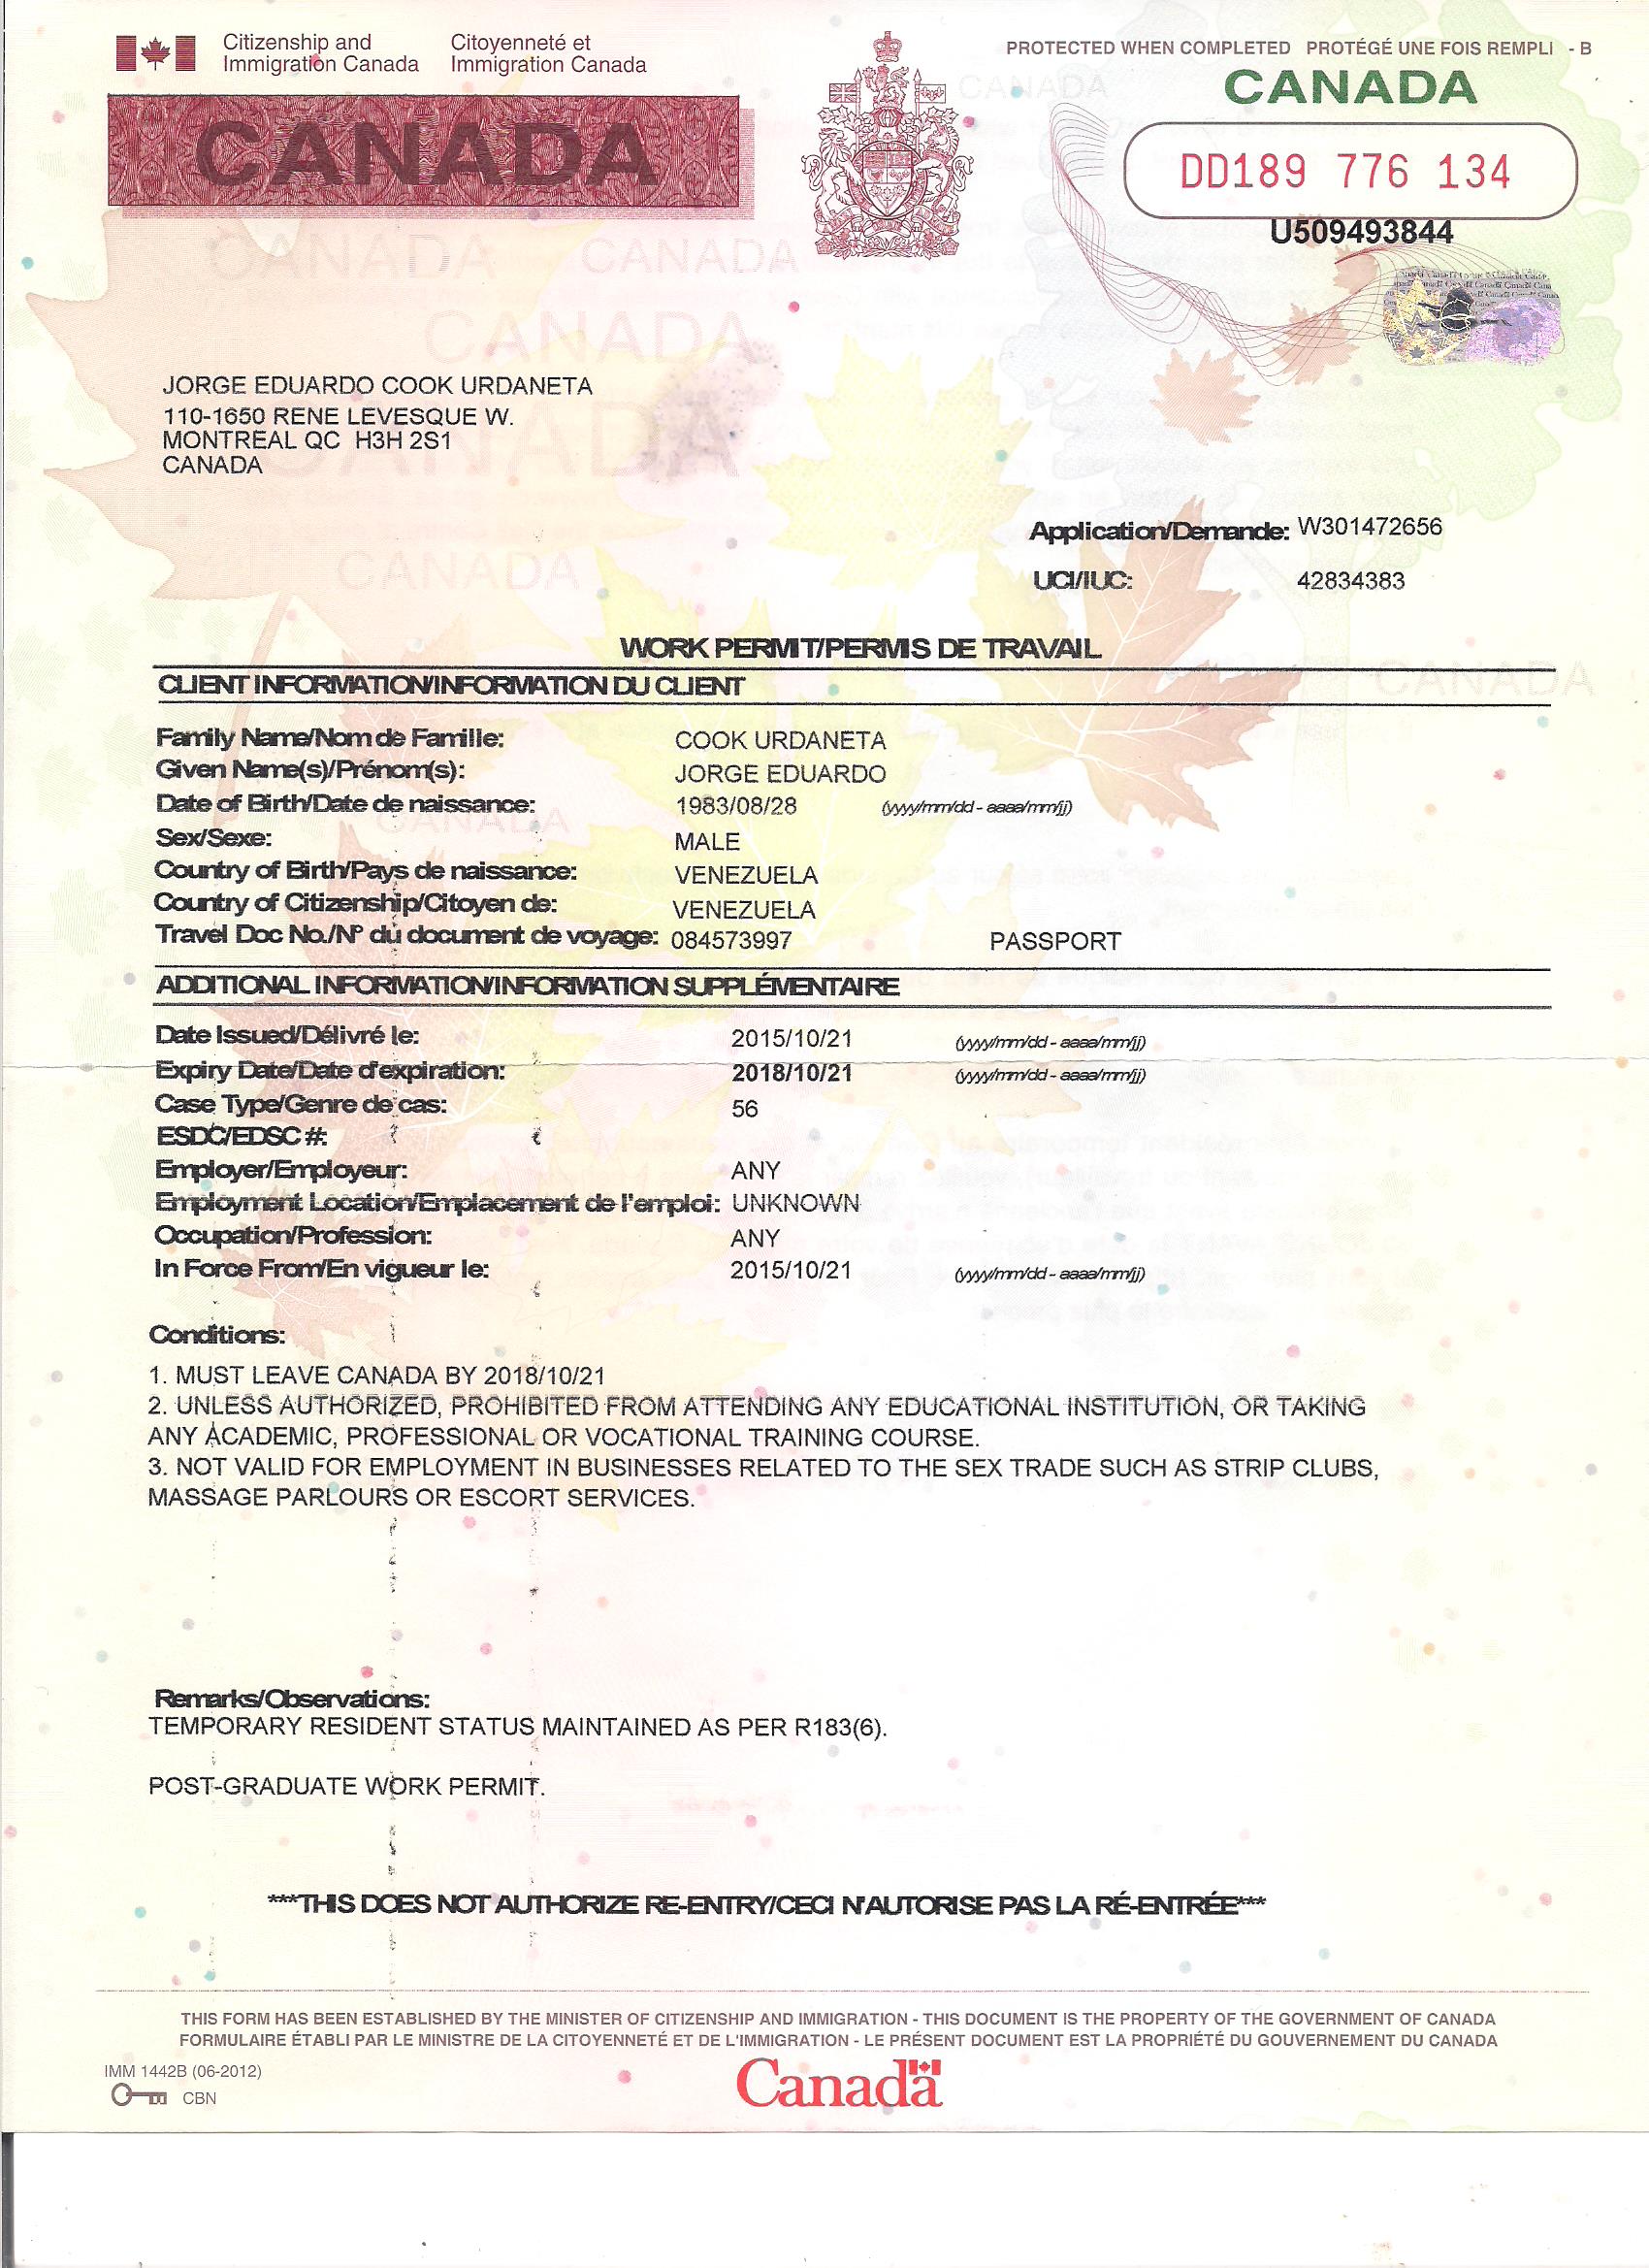 Citizenship and Immigration Canada
Citoyenneté et Immigration Canada
PROTECTED WHEN COMPLETED PROTÉGÉ UNE FOIS REMPLI - B
CANADA
CANADA
DD189 776 134
U509493844
JORGE EDUARDO COOK URDANETA
110-1650 RENE LEVESQUE W.
MONTREAL QC H3H 2S1
CANADA
Application/Demande: W301472656
UCI/IUC: 42834383
WORK PERMIT/PERMIS DE TRAVAIL
CLIENT INFORMATION/INFORMATION DU CLIENT
Family Name/Nom de Famille: COOK URDANETA
Given Name(s)/Prénom(s): JORGE EDUARDO
Date of Birth/Date de naissance: 1983/08/28 (yyyy/mm/dd - aaaa/mm/jj)
Sex/Sexe: MALE
Country of Birth/Pays de naissance: VENEZUELA
Country of Citizenship/Citoyen de: VENEZUELA
Travel Doc No./Nº du document de voyage: 084573997 PASSPORT
ADDITIONAL INFORMATION/INFORMATION SUPPLÉMENTAIRE
Date Issued/Délivré le: 2015/10/21 (yyyy/mm/dd - aaaa/mm/jj)
Expiry Date/Date d'expiration: 2018/10/21 (yyyy/mm/dd - aaaa/mm/jj)
Case Type/Genre de cas: 56
ESDC/EDSC #:
Employer/Employeur: ANY
Employment Location/Emplacement de l'emploi: UNKNOWN
Occupation/Profession: ANY
In Force From/En vigueur le: 2015/10/21 (yyyy/mm/dd - aaaa/mm/jj)
Conditions:
1. MUST LEAVE CANADA BY 2018/10/21
2. UNLESS AUTHORIZED, PROHIBITED FROM ATTENDING ANY EDUCATIONAL INSTITUTION, OR TAKING
ANY ACADEMIC, PROFESSIONAL OR VOCATIONAL TRAINING COURSE.
3. NOT VALID FOR EMPLOYMENT IN BUSINESSES RELATED TO THE SEX TRADE SUCH AS STRIP CLUBS,
MASSAGE PARLOURS OR ESCORT SERVICES.
Remarks/Observations:
TEMPORARY RESIDENT STATUS MAINTAINED AS PER R183(6).
POST-GRADUATE WORK PERMIT.
***THIS DOES NOT AUTHORIZE RE-ENTRY/CECI N'AUTORISE PAS LA RÉ-ENTRÉE***
THIS FORM HAS BEEN ESTABLISHED BY THE MINISTER OF CITIZENSHIP AND IMMIGRATION - THIS DOCUMENT IS THE PROPERTY OF THE GOVERNMENT OF CANADA
FORMULAIRE ÉTABLI PAR LE MINISTRE DE LA CITOYENNETÉ ET DE L'IMMIGRATION - LE PRÉSENT DOCUMENT EST LA PROPRIÉTÉ DU GOUVERNEMENT DU CANADA
IMM 1442B (06-2012)
CBN
Canada